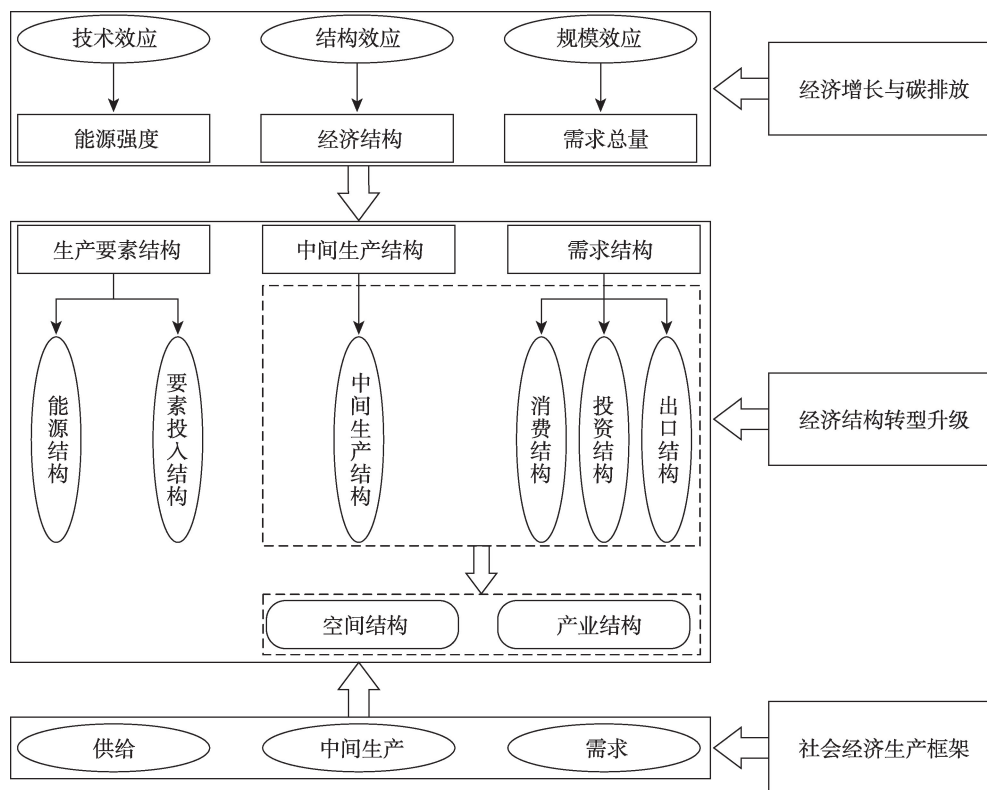 技术效应
结构效应
规模效应
能源强度
经济结构
需求总量
经济增长与碳排放
生产要素结构
中间生产结构
需求结构
能源结构
要素投入结构
中间生产结构
消费结构
投资结构
出口结构
经济结构转型升级
空间结构
产业结构
供给
中间生产
需求
社会经济生产框架